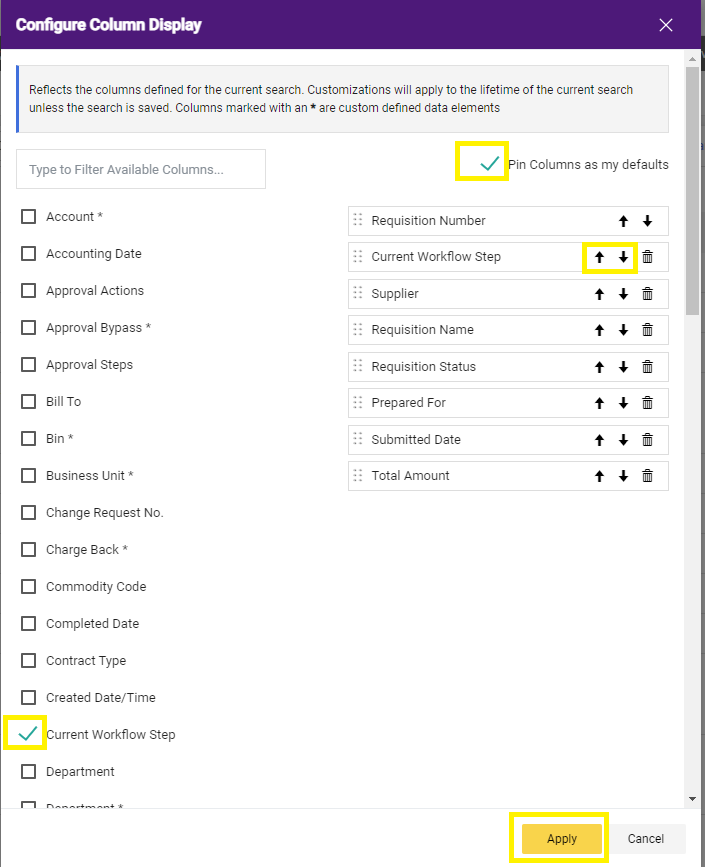 Configure Column Display
Reflects the columns defined for the current search. Customizations will apply to the lifetime of the current search
unless the search is saved. Columns marked with an * are custom defined data elements
Type to Filter Available Columns...
Pin Columns as my defaults
Account *
Accounting Date
Approval Actions
Approval Bypass *
Approval Steps
Bill To
Bin *
Business Unit *
Change Request No.
Charge Back *
Commodity Code
Completed Date
Contract Type
Created Date/Time
Current Workflow Step
Department
Department *
Requisition Number
Current Workflow Step
Supplier
Requisition Name
Requisition Status
Prepared For
Submitted Date
Total Amount
Apply
Cancel